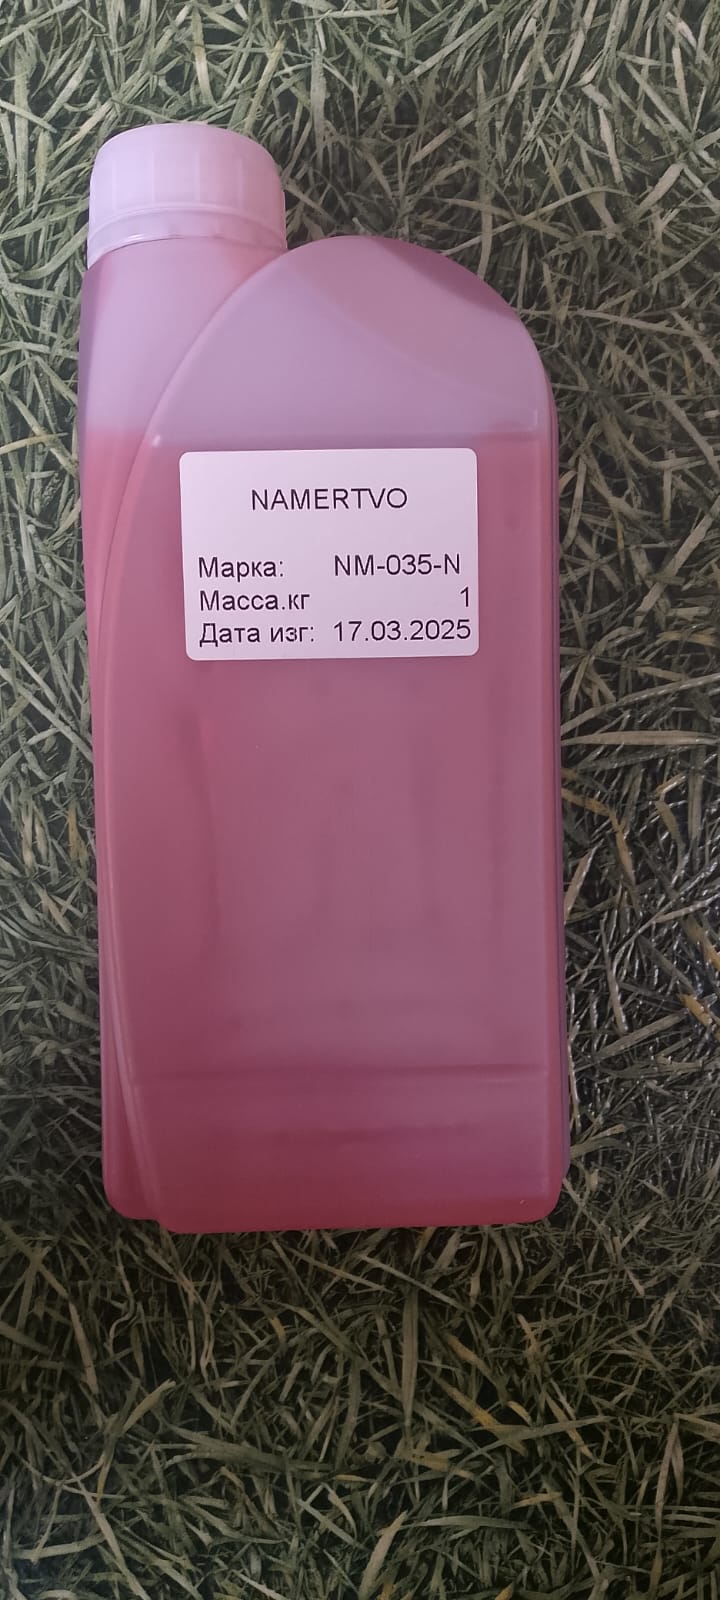 NAMERTVO
Марка: NM-035-N
Масса.кг 1
Дата изг: 17.03.2025